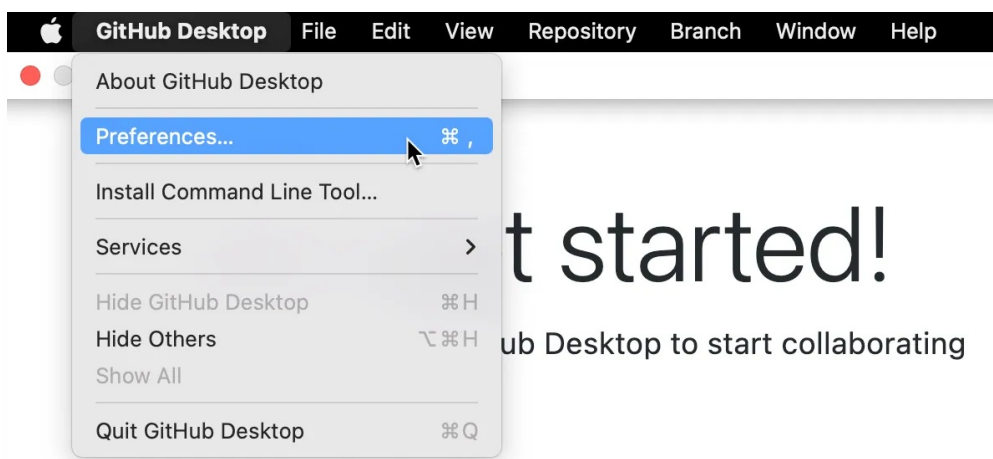 GitHub Desktop File Edit View Repository Branch Window Help
About GitHub Desktop
Preferences... ⌘ ,
Install Command Line Tool...
Services >
t started!
Hide GitHub Desktop ⌘H
Hide Others ⌥⌘H
ub Desktop to start collaborating
Show All
Quit GitHub Desktop ⌘Q